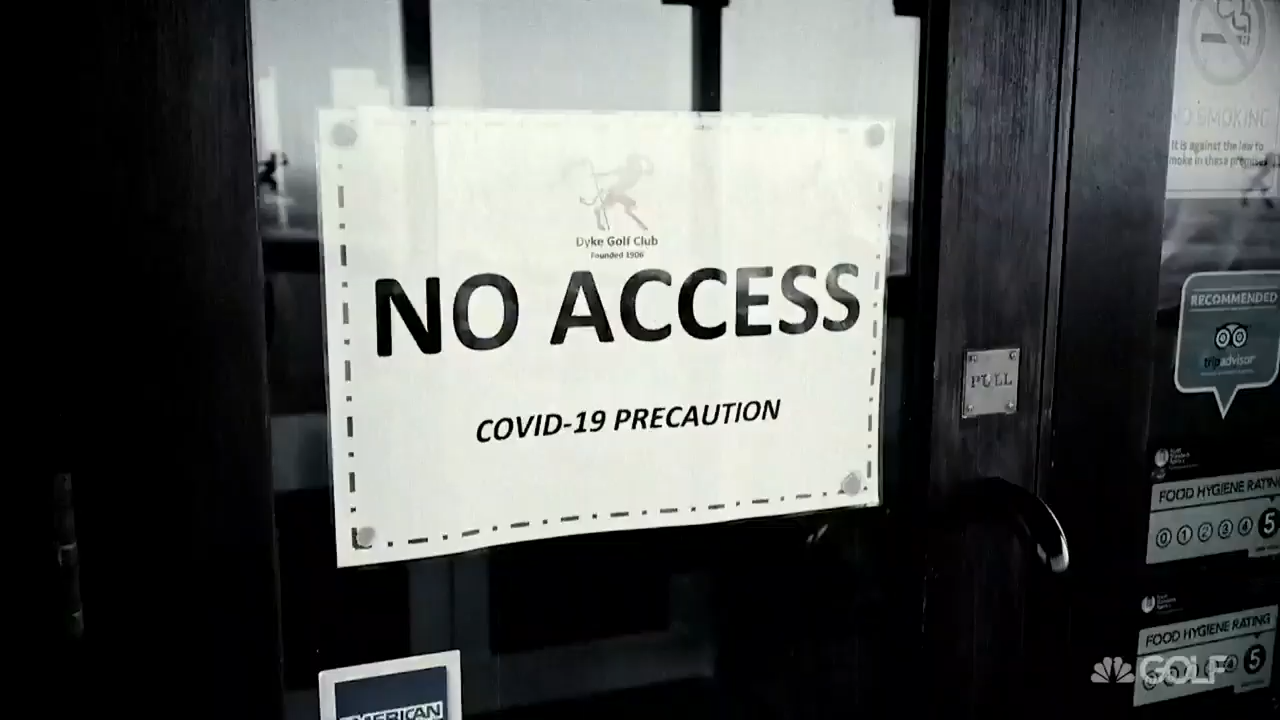 Dyke Golf Club
Founded 1906
NO ACCESS
COVID-19 PRECAUTION
PULL
NO SMOKING
It is against the law to
smoke in these premises
RECOMMENDED
tripadvisor
FOOD HYGIENE RATING
0 1 2 3 4 5
FOOD HYGIENE RATING
4 5
AMERICAN
GOLF